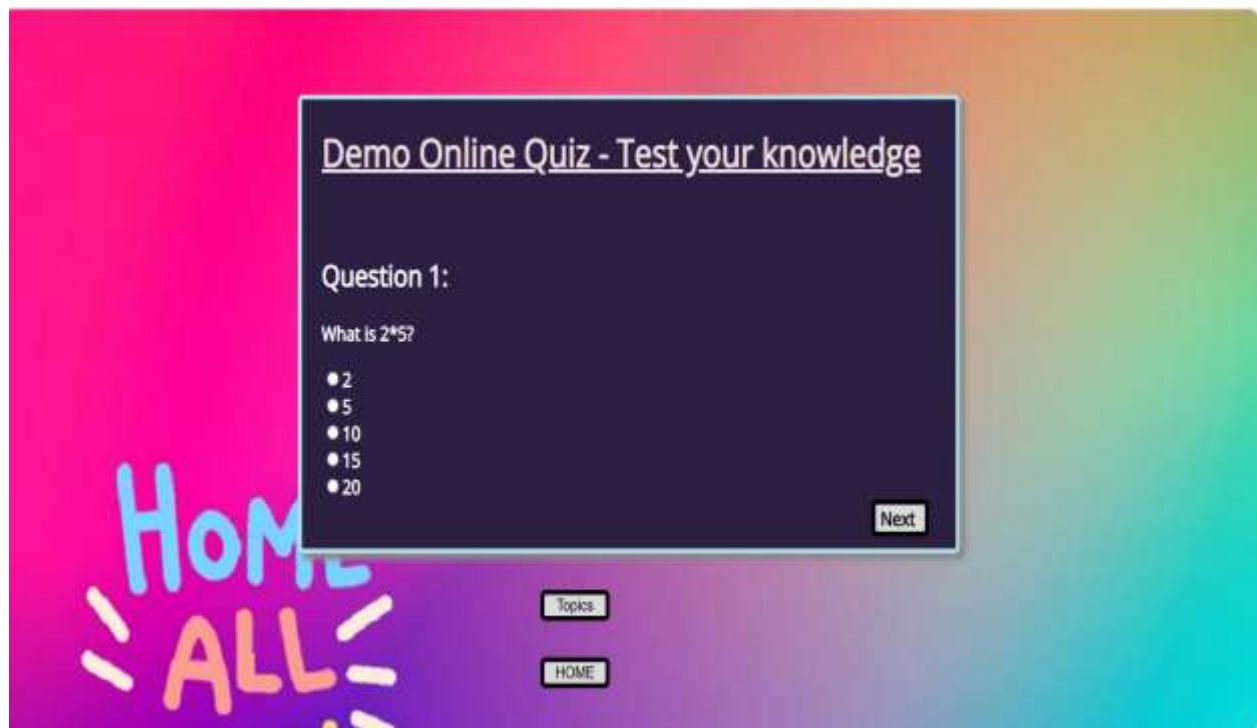 Demo Online Quiz - Test your knowledge
Question 1:
What is 2*5?
2
5
10
15
20
Next
HOME
ALL
Topics
HOME